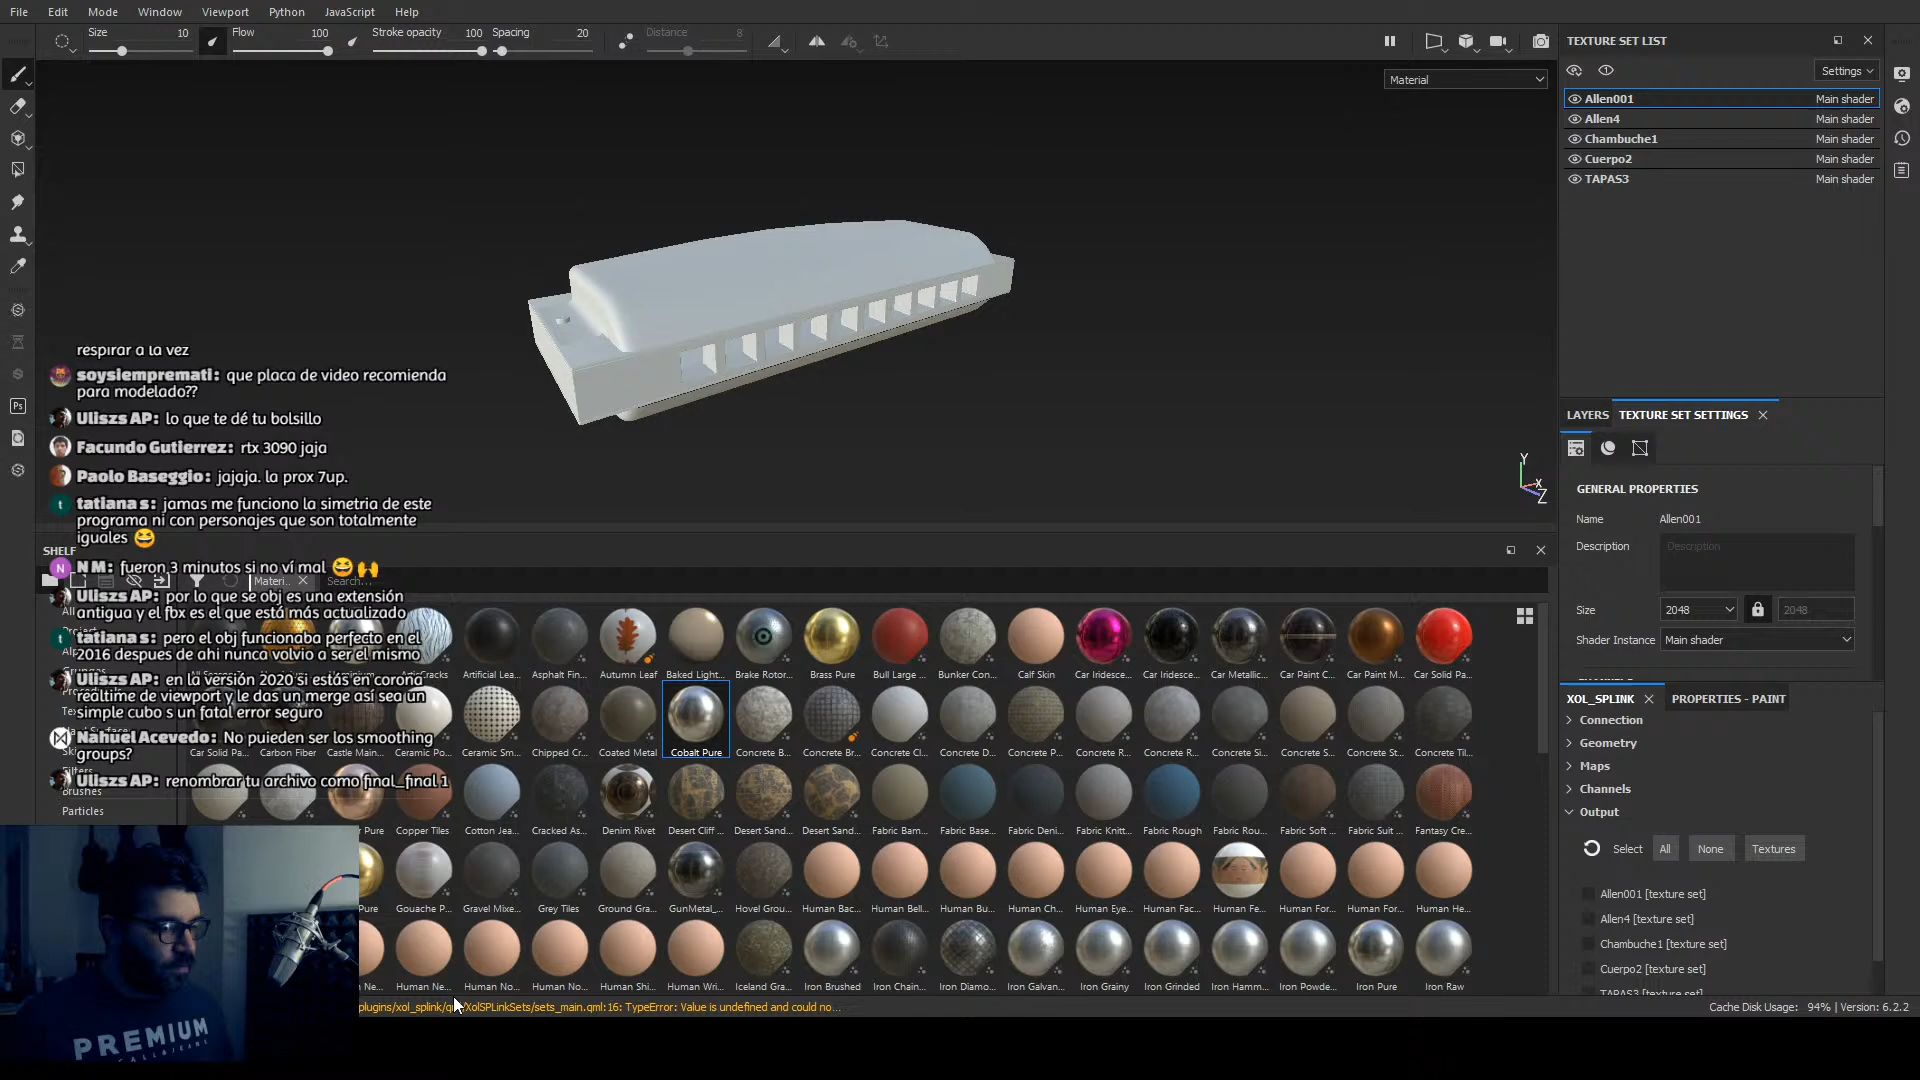 File Edit Mode Window Viewport Python JavaScript Help
Size 10 Flow 100 Stroke opacity 100 Spacing 20 Distance 8
Material
TEXTURE SET LIST
Settings
Allen001 Main shader
Allen4 Main shader
Chambuche1 Main shader
Cuerpo2 Main shader
TAPAS3 Main shader
respirar a la vez
soysiempremati: que placa de video recomienda
para modelado??
Uliszs AP: lo que te dé tu bolsillo
Facundo Gutierrez: rtx 3090 jaja
Paolo Baseggio: jajaja. la prox 7up.
tatiana s: jamas me funciono la simetria de este
programa ni con personajes que son totalmente
iguales 😆
N M: fueron 3 minutos si no ví mal 😆🙌
Uliszs AP: por lo que se obj es una extensión
antigua y el fbx es el que está más actualizado
tatiana s: pero el obj funcionaba perfecto en el
2016 despues de ahi nunca volvio a ser el mismo
Uliszs AP: en la versión 2020 si estás en corona
realtime de viewport y le das un merge así sea un
simple cubo s un fatal error seguro
Nahuel Acevedo: No puieden ser los smoothing
groups?
Uliszs AP: renombrar tu archivo como final_final 1
Y
X
Z
SHELF
Materi... Search...
Brushes
Particles
Artificial Lea... Asphalt Fin... Autumn Leaf Baked Light... Brake Rotor... Brass Pure Bull Large ... Bunker Con... Calf Skin Car Iridesce... Car Iridesce... Car Metallic... Car Paint C... Car Paint M... Car Solid Pa...
Car Solid Pa... Carbon Fiber Castle Main... Ceramic Po... Ceramic Sm... Chipped Cr... Coated Metal Cobalt Pure Concrete B... Concrete Br... Concrete Cl... Concrete D... Concrete P... Concrete R... Concrete R... Concrete Si... Concrete S... Concrete St... Concrete Til...
r Pure Copper Tiles Cotton Jea... Cracked As... Denim Rivet Desert Cliff ... Desert Sand... Desert Sand... Fabric Bam... Fabric Base... Fabric Deni... Fabric Knitt... Fabric Rough Fabric Rou... Fabric Soft ... Fabric Suit ... Fantasy Cre...
Pure Gouache P... Gravel Mixe... Grey Tiles Ground Gra... GunMetal_... Hovel Grou... Human Bac... Human Bell... Human Bu... Human Ch... Human Eye... Human Fac... Human Fe... Human For... Human For... Human He...
Ne... Human Ne... Human No... Human No... Human Shi... Human Wri... Iceland Gra... Iron Brushed Iron Chain... Iron Diamo... Iron Galvan... Iron Grainy Iron Grinded Iron Hamm... Iron Powde... Iron Pure Iron Raw
LAYERS TEXTURE SET SETTINGS
GENERAL PROPERTIES
Name Allen001
Description Description
Size 2048 2048
Shader Instance Main shader
XOL_SPLINK PROPERTIES - PAINT
Connection
Geometry
Maps
Channels
Output
Select All None Textures
Allen001 [texture set]
Allen4 [texture set]
Chambuche1 [texture set]
Cuerpo2 [texture set]
TAPAS3 [texture set]
Ps
PREMIUM
Cache Disk Usage: 94% | Version: 6.2.2